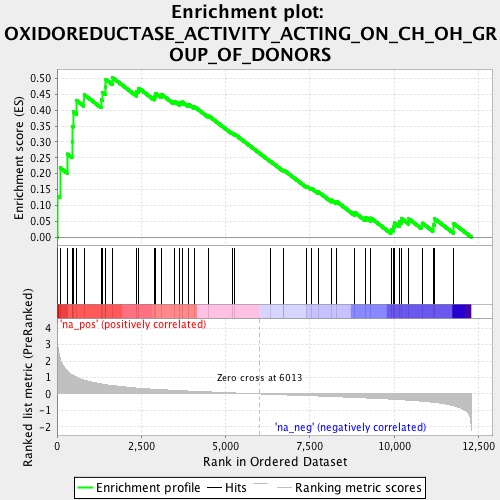 Enrichment plot:
OXIDOREDUCTASE_ACTIVITY_ACTING_ON_CH_OH_GR
OUP_OF_DONORS
Enrichment score (ES)
0.50
0.45
0.40
0.35
0.30
0.25
0.20
0.15
0.10
0.05
0.00
'na_pos' (positively correlated)
Ranked list metric (PreRanked)
4
3
2
1
0
-1
-2
Zero cross at 6013
'na_neg' (negatively correlated)
0 2,500 5,000 7,500 10,000 12,500
Rank in Ordered Dataset
Enrichment profile Hits Ranking metric scores